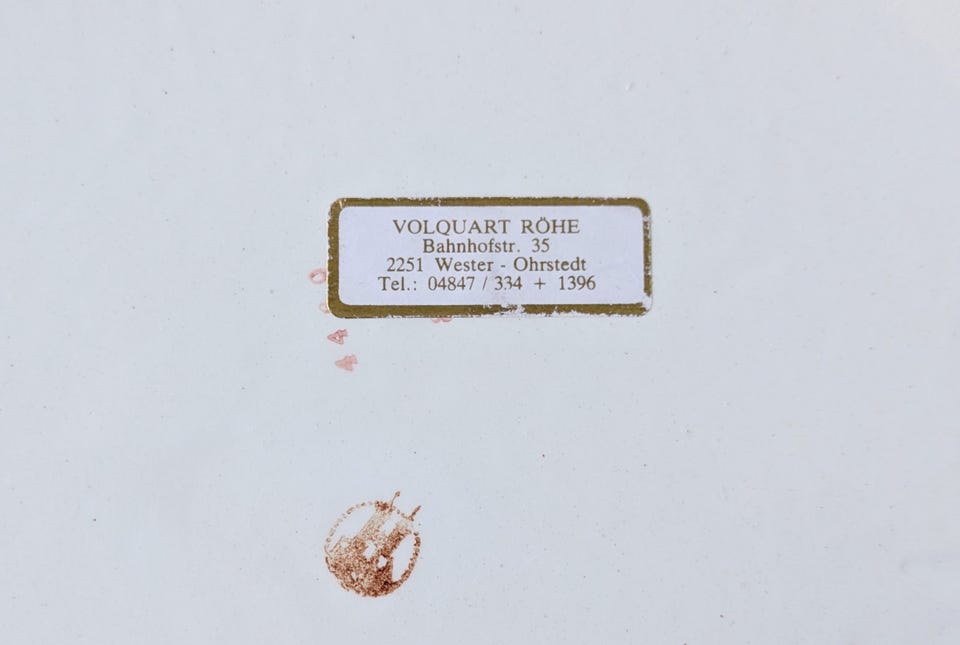 VOLQUART RÖHE
Bahnhofstr. 35
2251 Wester - Ohrstedt
Tel.: 04847 / 334 + 1396